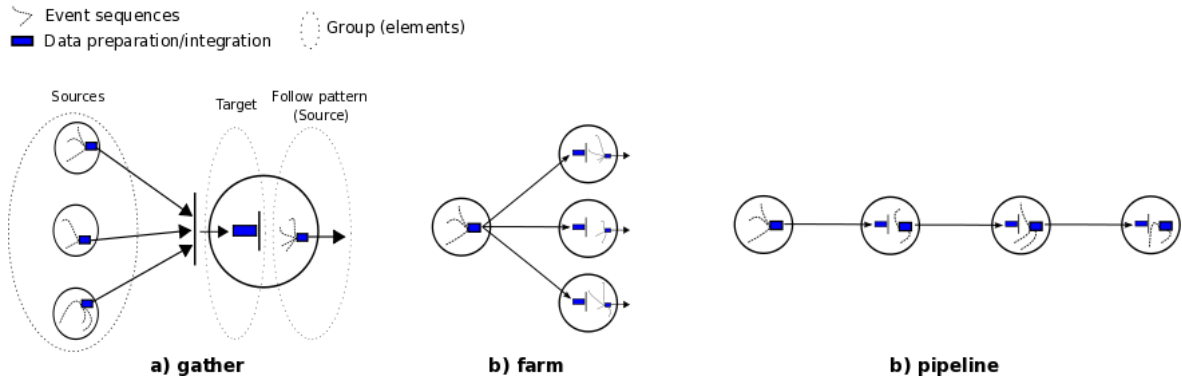 Event sequences
Data preparation/integration
Group (elements)
Sources
Target
Follow pattern
(Source)
a) gather
b) farm
b) pipeline